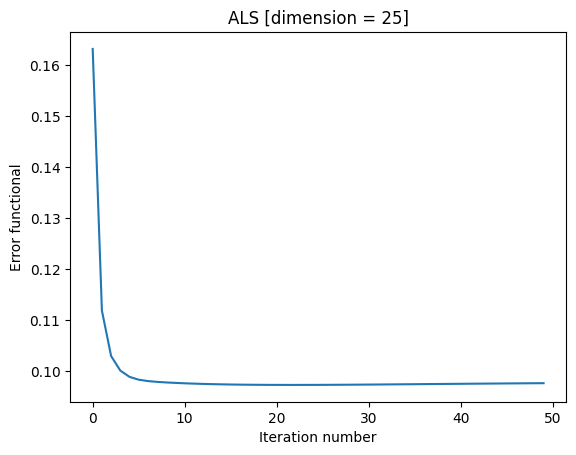 ALS [dimension = 25]
0.16
0.15
0.14
0.13
0.12
0.11
0.10
Error functional
0 10 20 30 40 50
Iteration number